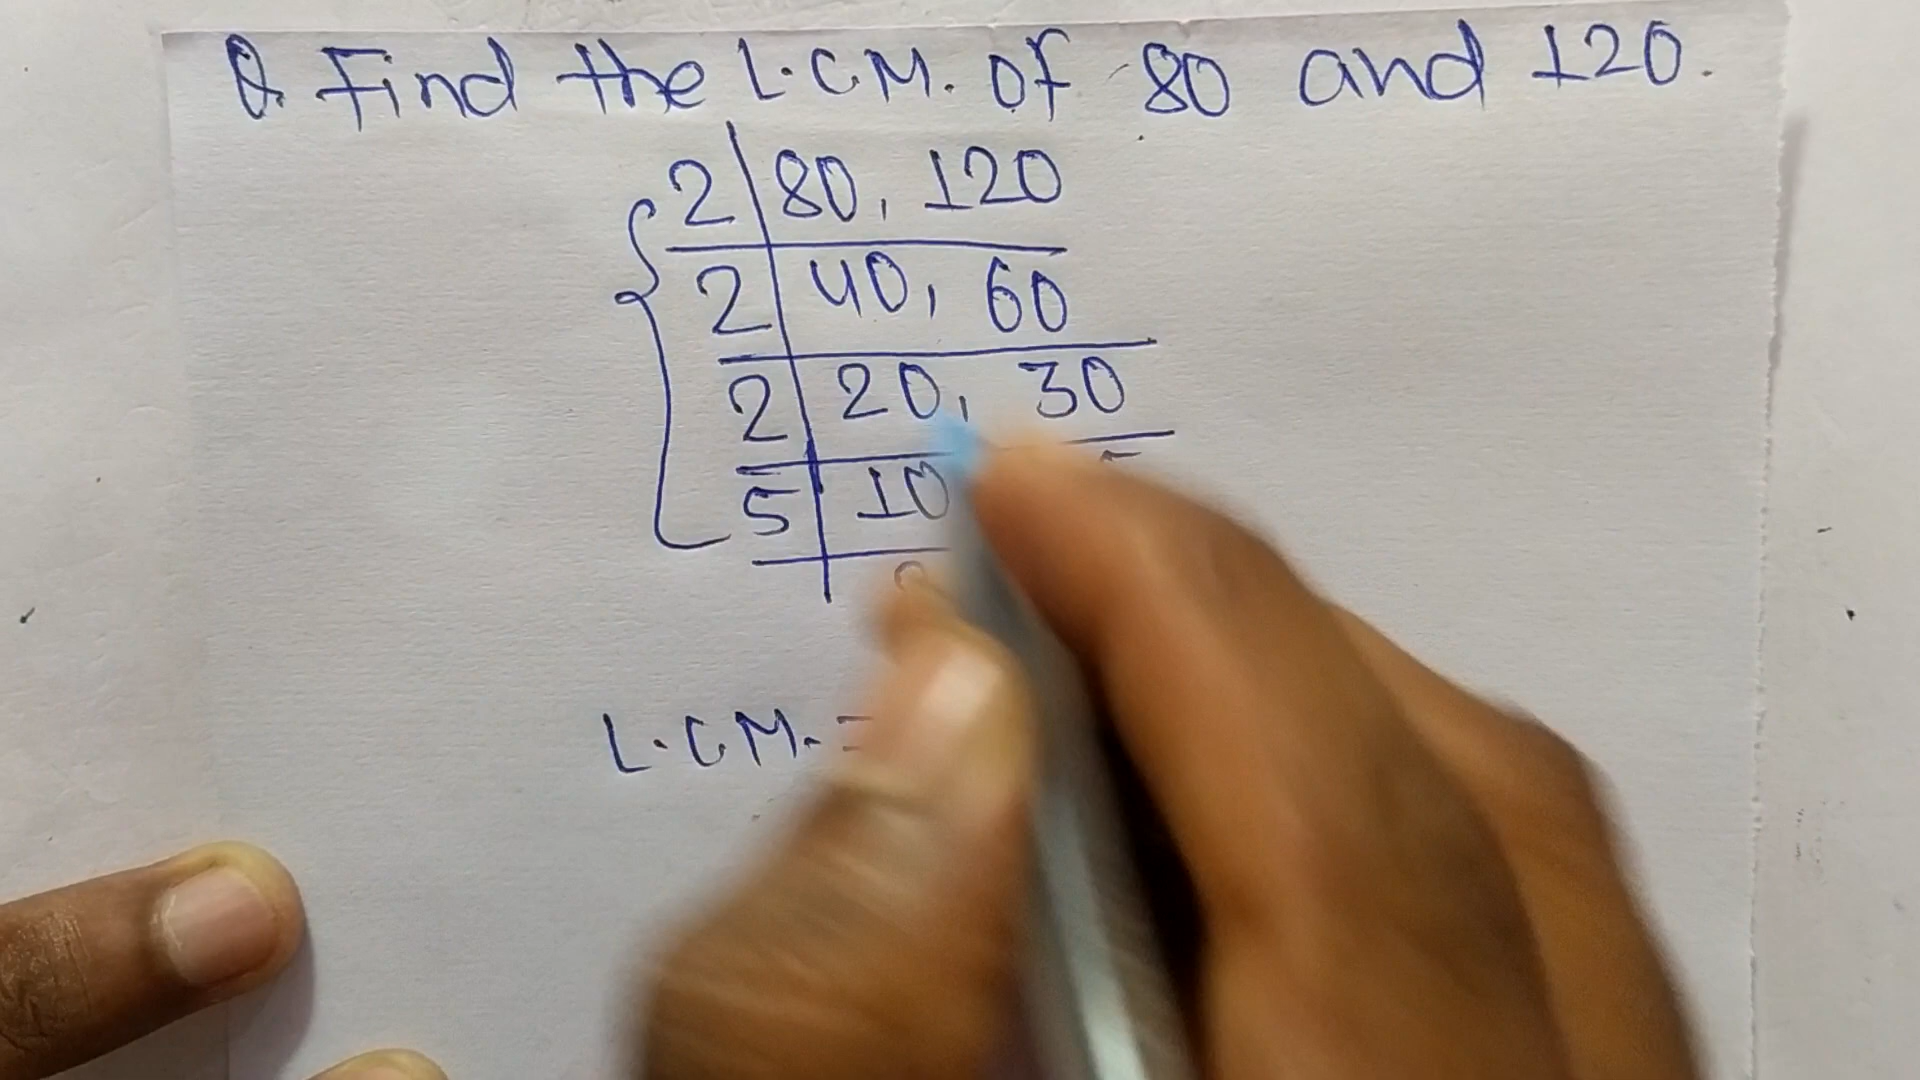 Q. Find the L.C.M. of 80 and 120.
2 80, 120
2 40, 60
2 20, 30
5 10
L.C.M. =